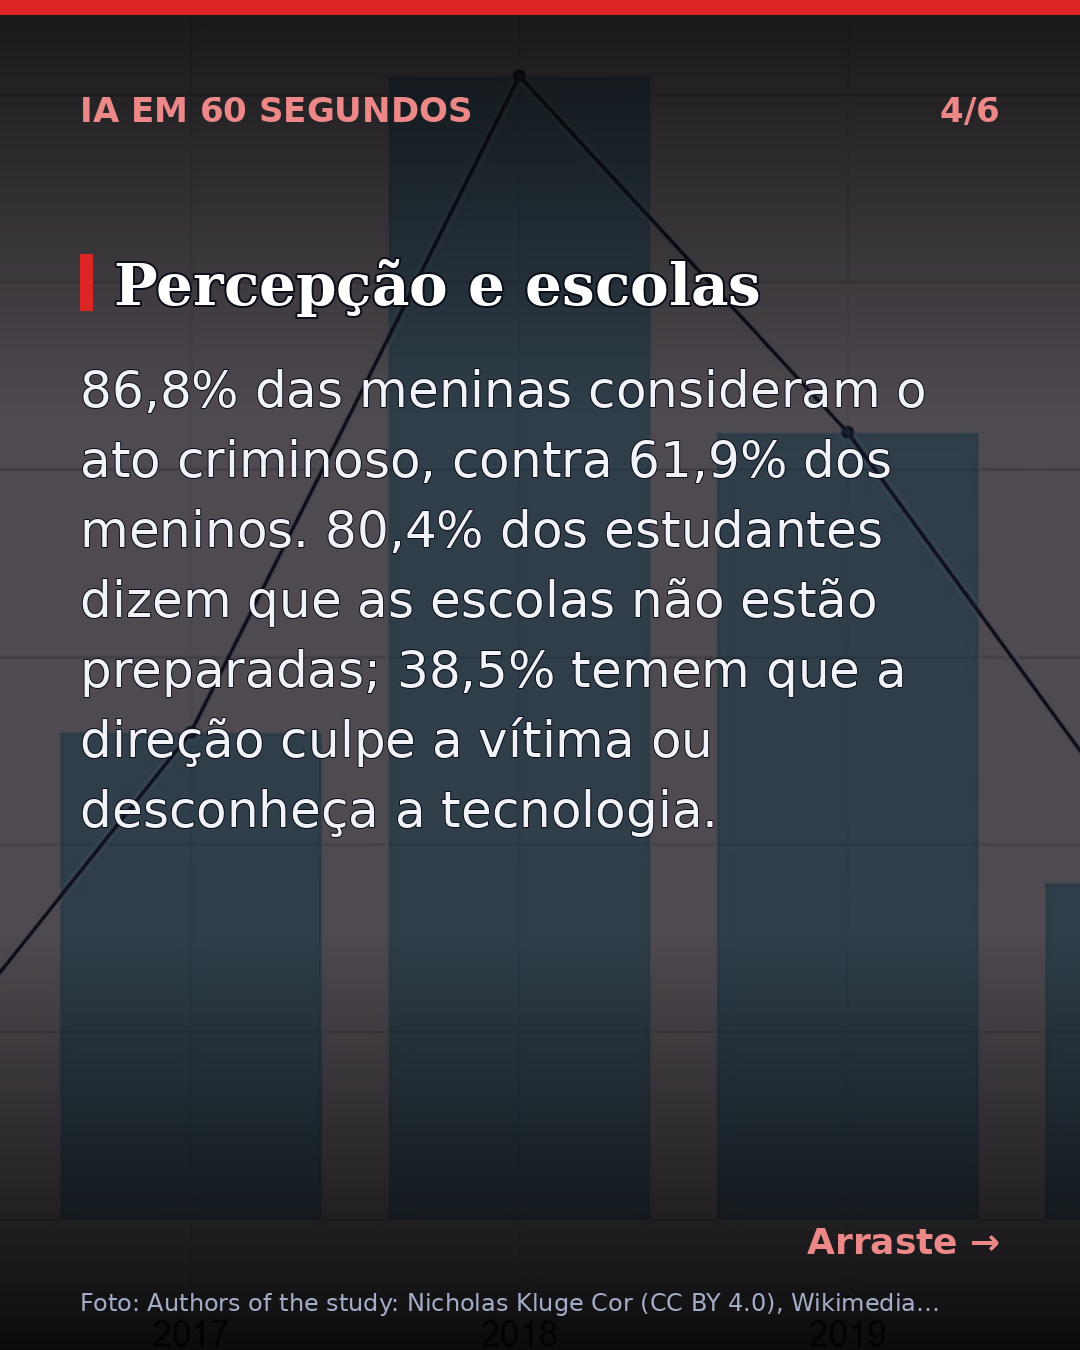 IA EM 60 SEGUNDOS
4/6
Percepção e escolas
86,8% das meninas consideram o
ato criminoso, contra 61,9% dos
meninos. 80,4% dos estudantes
dizem que as escolas não estão
preparadas; 38,5% temem que a
direção culpe a vítima ou
desconheça a tecnologia.
Arraste →
Foto: Authors of the study: Nicholas Kluge Cor (CC BY 4.0), Wikimedia…
2017 2018 2019